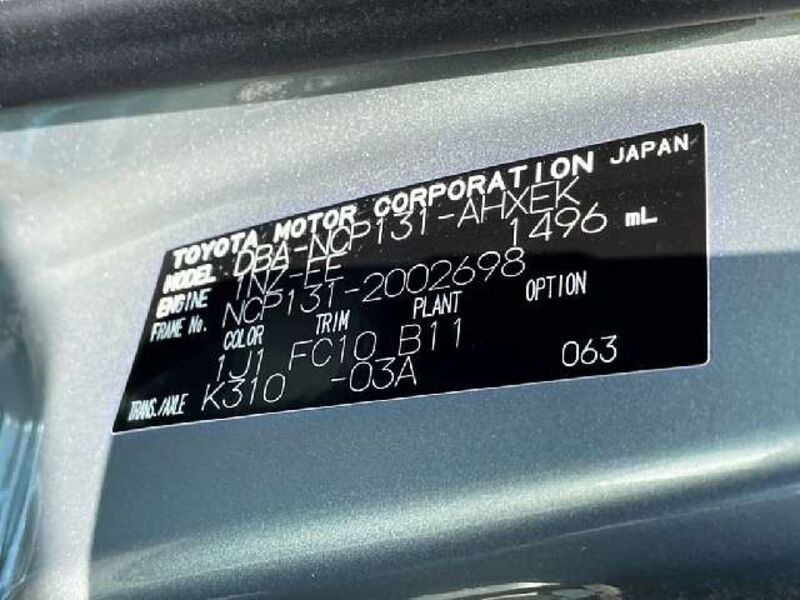 TOYOTA MOTOR CORPORATION JAPAN
MODEL DBA-NCP131-AHXEK
ENGINE 1NZ-FE 1496 mL
FRAME No. NCP131-2002698
COLOR TRIM PLANT OPTION
1J1 FC10 B11
TRANS./AXLE K310 -03A 063